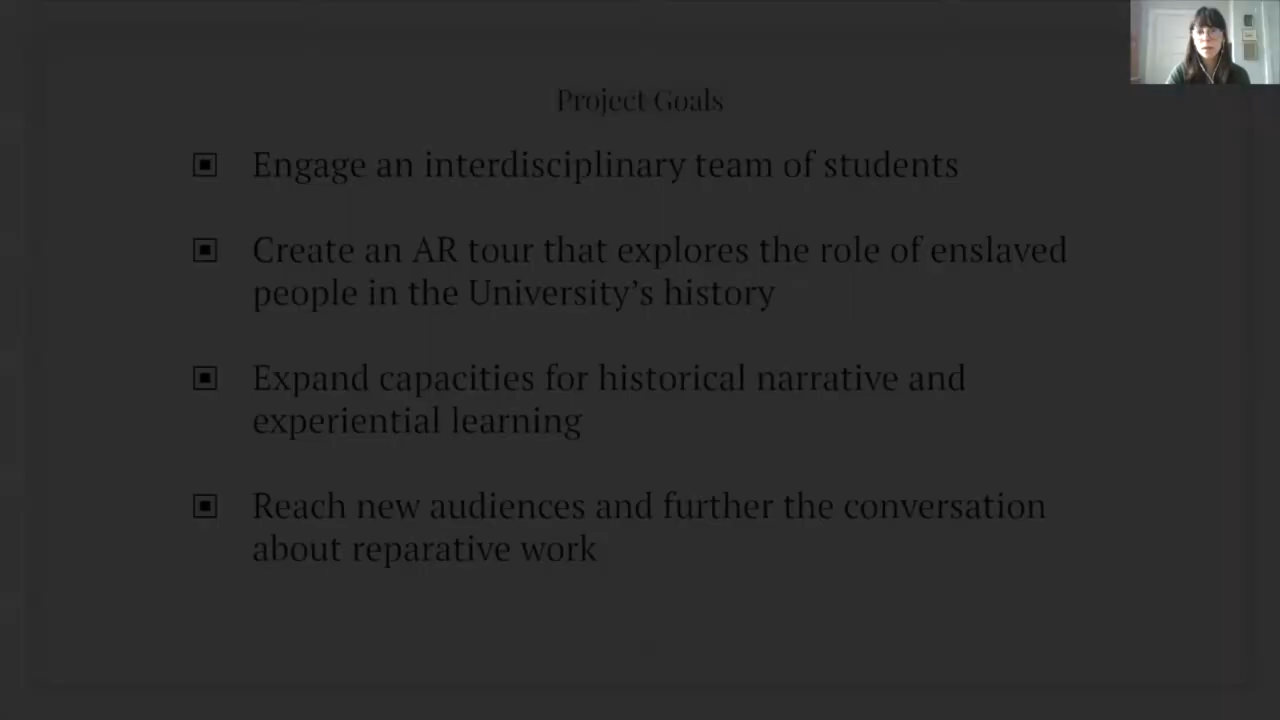 Project Goals
Engage an interdisciplinary team of students
Create an AR tour that explores the role of enslaved
people in the University’s history
Expand capacities for historical narrative and
experiential learning
Reach new audiences and further the conversation
about reparative work